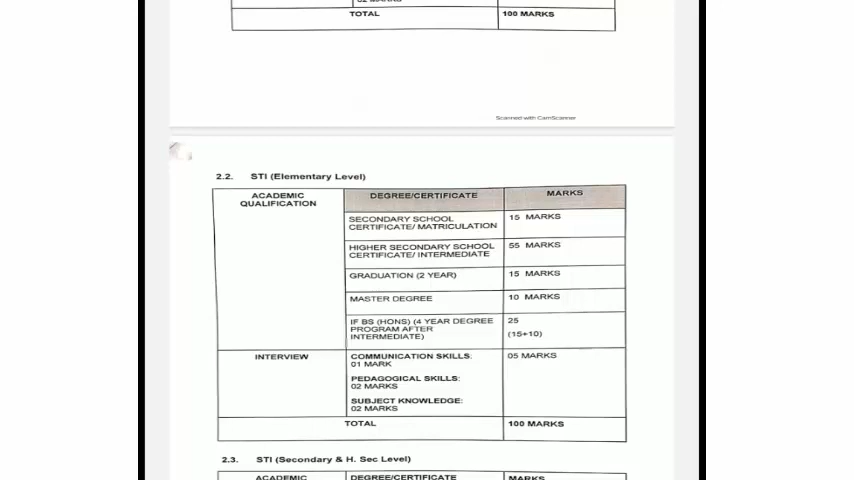 02 MARKS
TOTAL 100 MARKS
Scanned with CamScanner
2.2. STI (Elementary Level)
ACADEMIC QUALIFICATION DEGREE/CERTIFICATE MARKS
SECONDARY SCHOOL CERTIFICATE/ MATRICULATION 15 MARKS
HIGHER SECONDARY SCHOOL CERTIFICATE/ INTERMEDIATE 55 MARKS
GRADUATION (2 YEAR) 15 MARKS
MASTER DEGREE 10 MARKS
IF BS (HONS) (4 YEAR DEGREE PROGRAM AFTER INTERMEDIATE) 25 (15+10)
INTERVIEW COMMUNICATION SKILLS: 05 MARKS
01 MARK
PEDAGOGICAL SKILLS:
02 MARKS
SUBJECT KNOWLEDGE:
02 MARKS
TOTAL 100 MARKS
2.3. STI (Secondary & H. Sec Level)
ACADEMIC DEGREE/CERTIFICATE MARKS